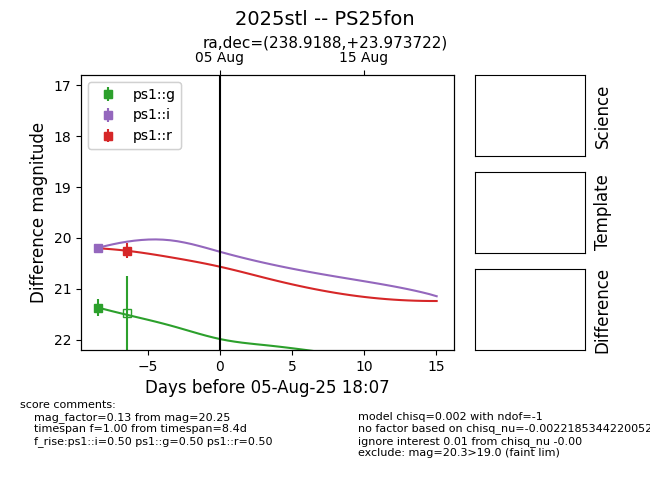 2025stl -- PS25fon
ra,dec=(238.9188,+23.973722)
05 Aug
15 Aug
17
18
19
20
21
22
Difference magnitude
ps1::g
ps1::i
ps1::r
−5
0
5
10
15
Days before 05-Aug-25 18:07
Science
Template
Difference
score comments:
mag_factor=0.13 from mag=20.25
timespan f=1.00 from timespan=8.4d
f_rise:ps1::i=0.50 ps1::g=0.50 ps1::r=0.50
model chisq=0.002 with ndof=-1
no factor based on chisq_nu=-0.0022185344220052
ignore interest 0.01 from chisq_nu -0.00
exclude: mag=20.3>19.0 (faint lim)